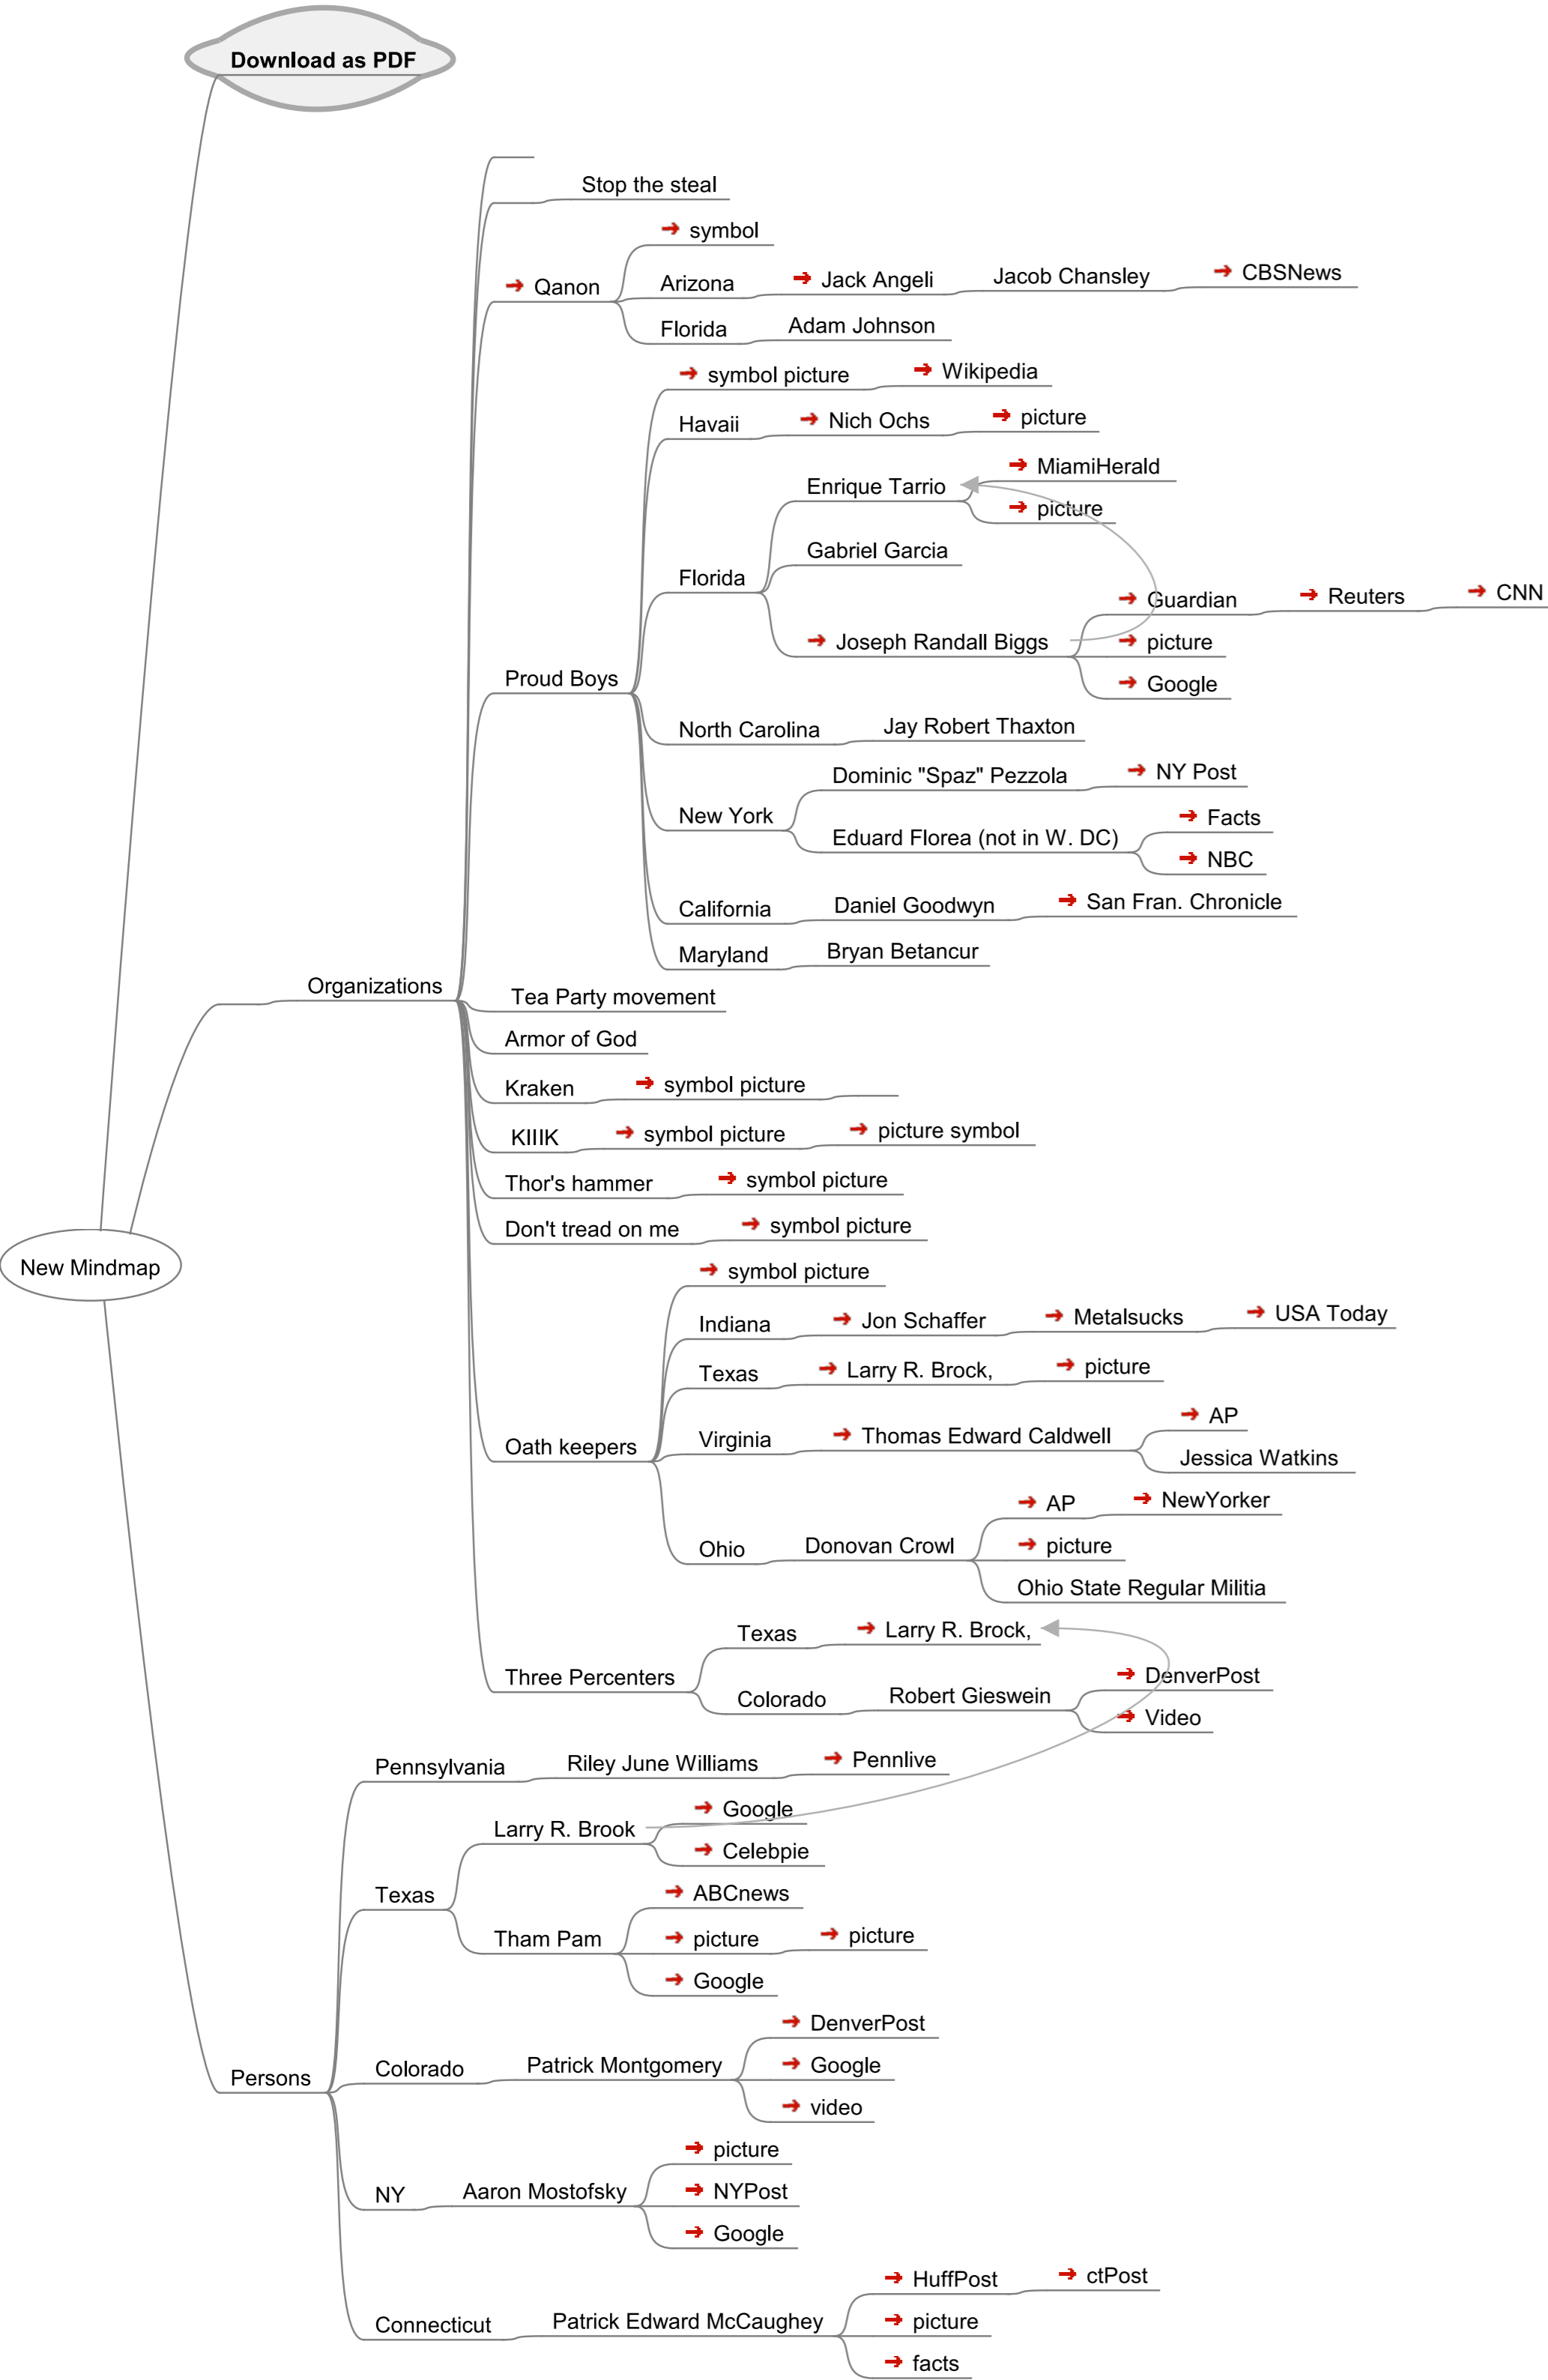 Download as PDF
Stop the steal
symbol
Qanon
Arizona
Jack Angeli
Jacob Chansley
CBSNews
Florida
Adam Johnson
symbol picture
Wikipedia
Havaii
Nich Ochs
picture
MiamiHerald
Enrique Tarrio
picture
Gabriel Garcia
Florida
Guardian
Reuters
CNN
Joseph Randall Biggs
picture
Google
Proud Boys
North Carolina
Jay Robert Thaxton
Dominic "Spaz" Pezzola
NY Post
New York
Facts
Eduard Florea (not in W. DC)
NBC
California
Daniel Goodwyn
San Fran. Chronicle
Maryland
Bryan Betancur
Organizations
Tea Party movement
Armor of God
Kraken
symbol picture
KIIIK
symbol picture
picture symbol
Thor's hammer
symbol picture
Don't tread on me
symbol picture
New Mindmap
symbol picture
Indiana
Jon Schaffer
Metalsucks
USA Today
Texas
Larry R. Brock,
picture
AP
Oath keepers
Virginia
Thomas Edward Caldwell
Jessica Watkins
AP
NewYorker
Ohio
Donovan Crowl
picture
Ohio State Regular Militia
Texas
Larry R. Brock,
Three Percenters
DenverPost
Colorado
Robert Gieswein
Video
Pennsylvania
Riley June Williams
Pennlive
Google
Larry R. Brook
Celebpie
Texas
ABCnews
Tham Pam
picture
picture
Google
DenverPost
Persons
Colorado
Patrick Montgomery
Google
video
picture
NY
Aaron Mostofsky
NYPost
Google
HuffPost
ctPost
Connecticut
Patrick Edward McCaughey
picture
facts